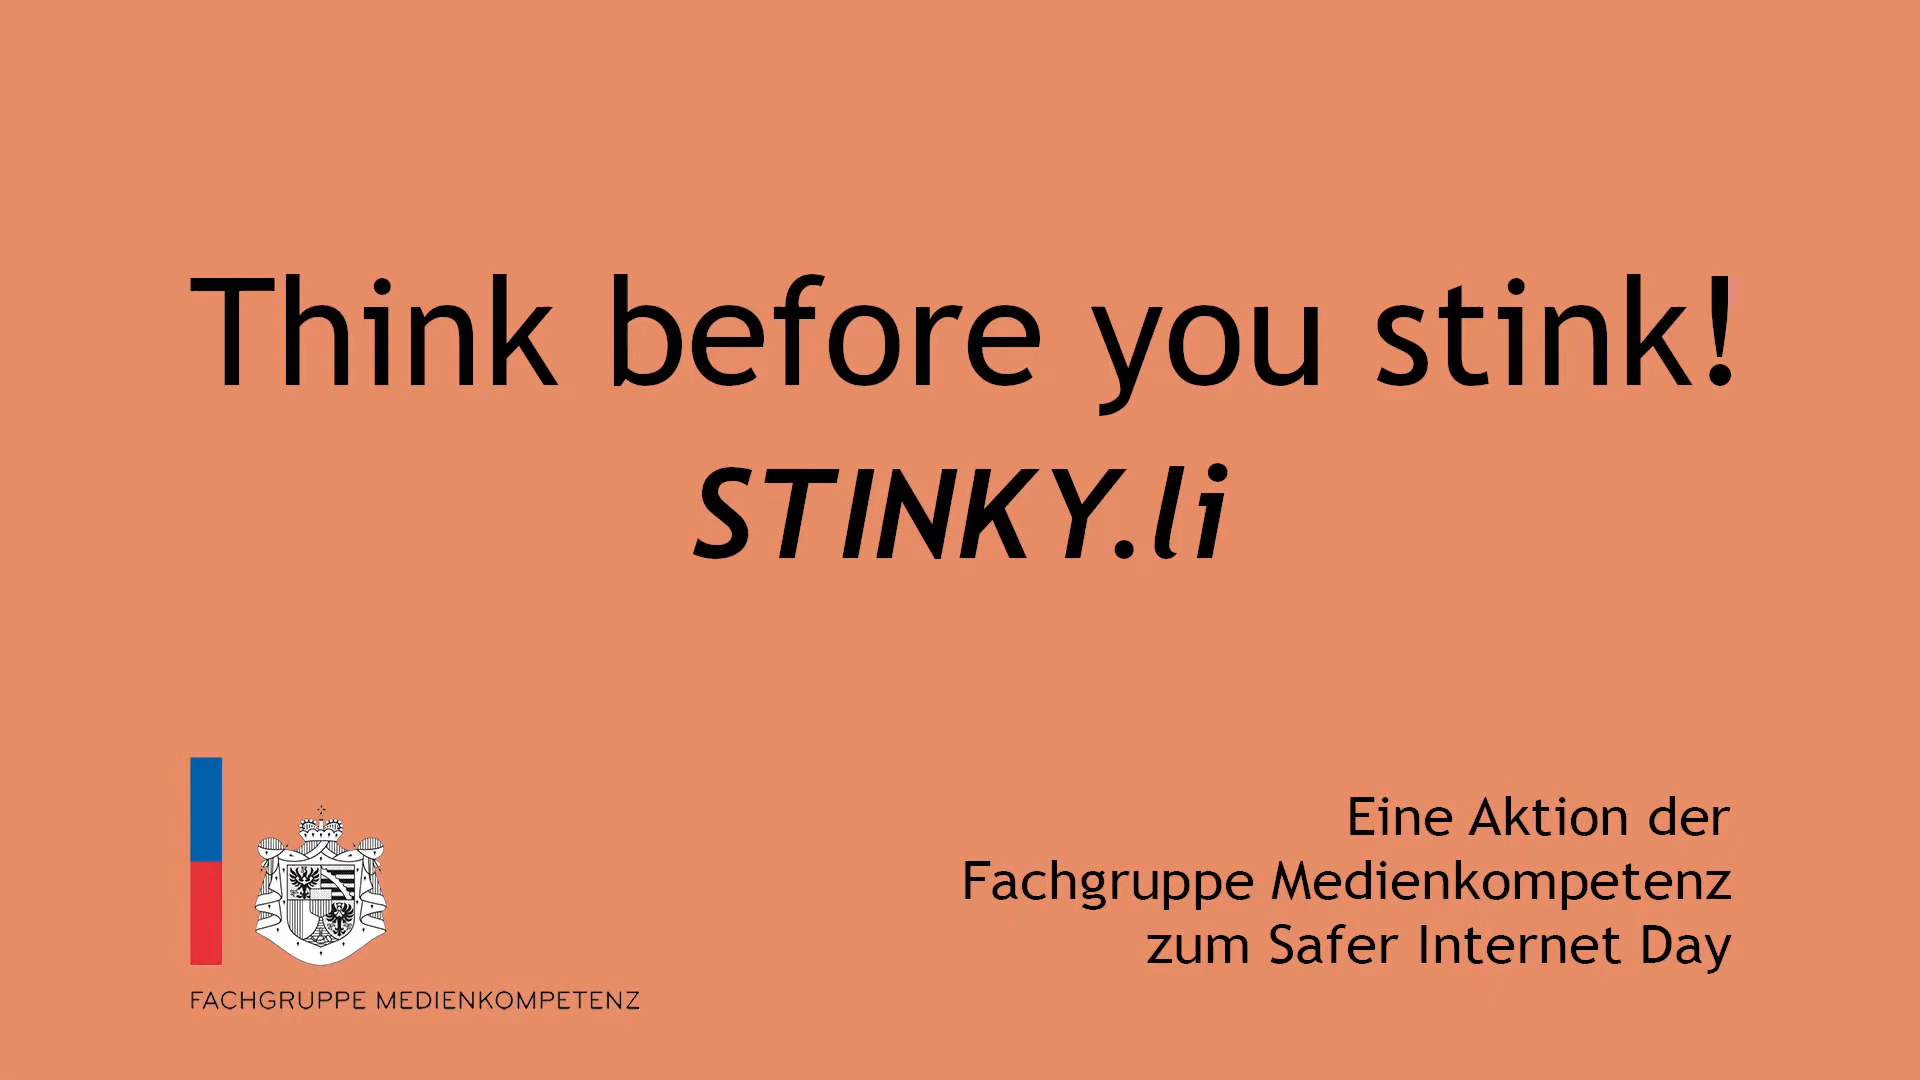 Think before you stink!
STINKY.li
Eine Aktion der
Fachgruppe Medienkompetenz
zum Safer Internet Day
FACHGRUPPE MEDIENKOMPETENZ